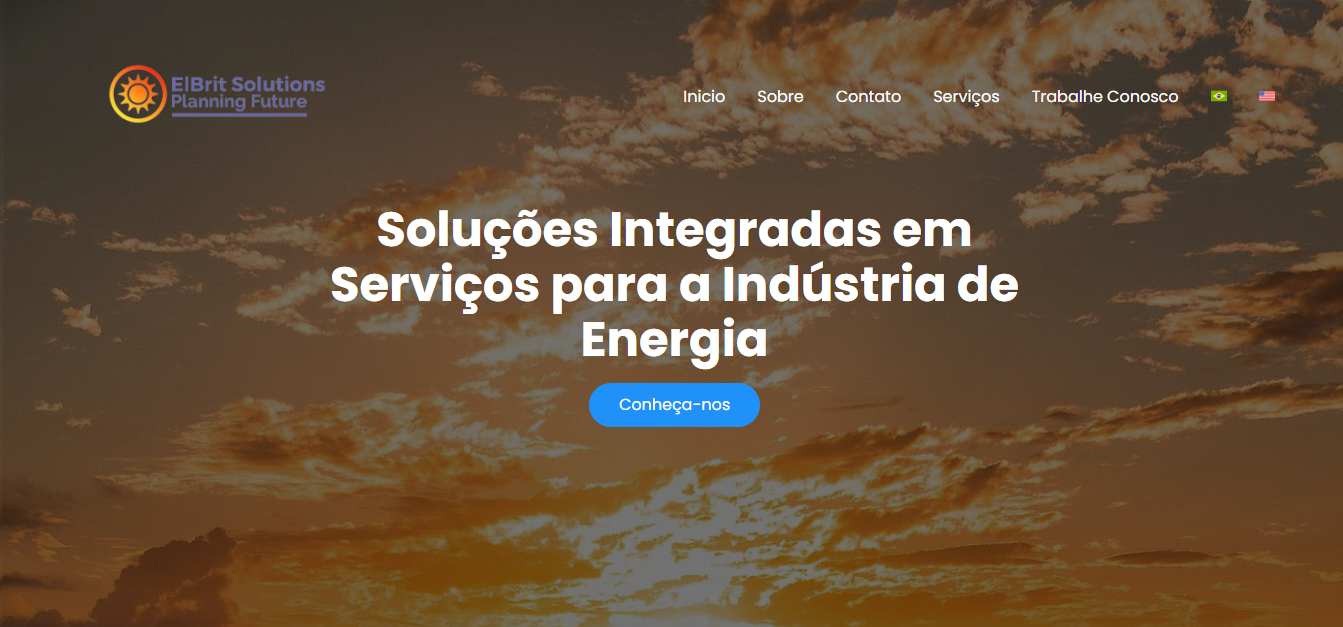 ElBrit Solutions
Planning Future
Inicio Sobre Contato Serviços Trabalhe Conosco
Soluções Integradas em
Serviços para a Indústria de
Energia
Conheça-nos